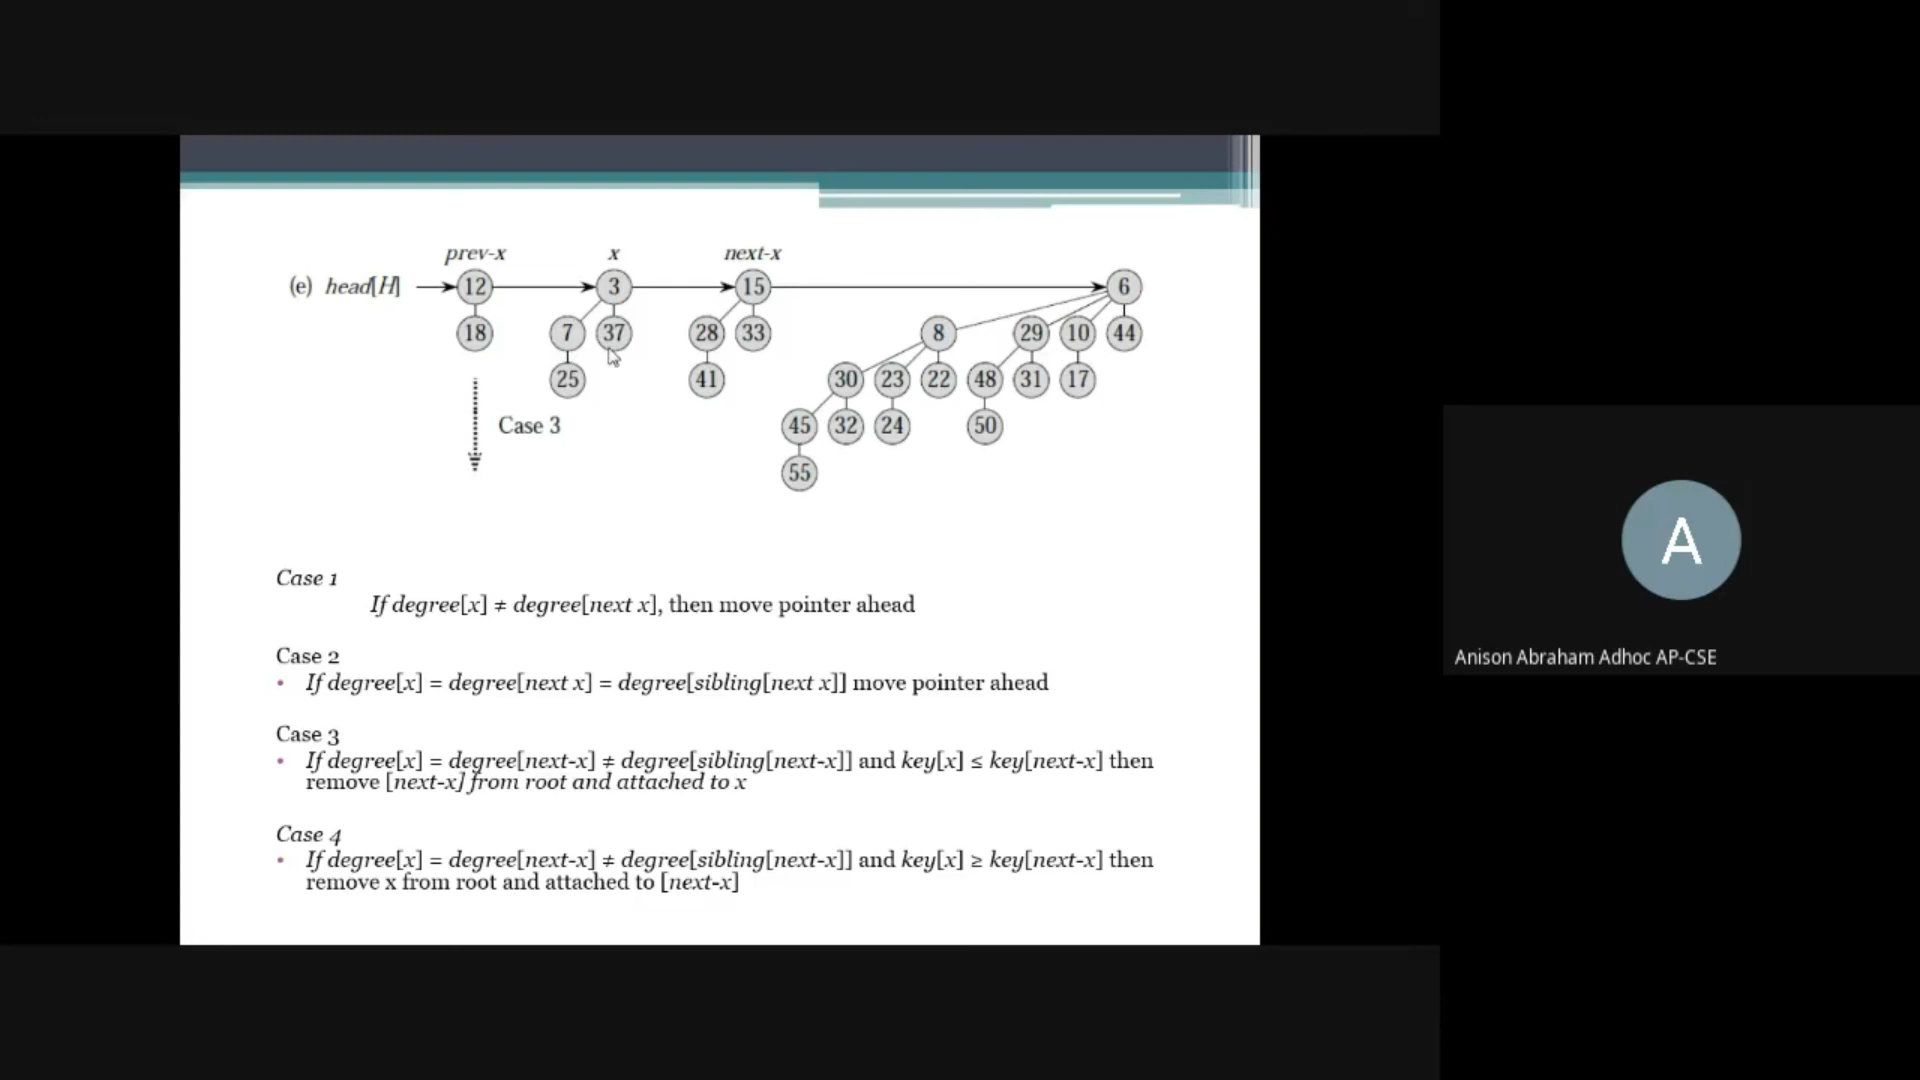 prev-x x next-x
(e) head[H] 12 3 15 6
18 7 37 28 33 8 29 10 44
25 41 30 23 22 48 31 17
Case 3 45 32 24 50
55
Case 1
If degree[x] ≠ degree[next x], then move pointer ahead
Case 2
• If degree[x] = degree[next x] = degree[sibling[next x]] move pointer ahead
Case 3
• If degree[x] = degree[next-x] ≠ degree[sibling[next-x]] and key[x] ≤ key[next-x] then
remove [next-x] from root and attached to x
Case 4
• If degree[x] = degree[next-x] ≠ degree[sibling[next-x]] and key[x] ≥ key[next-x] then
remove x from root and attached to [next-x]
A
Anison Abraham Adhoc AP-CSE